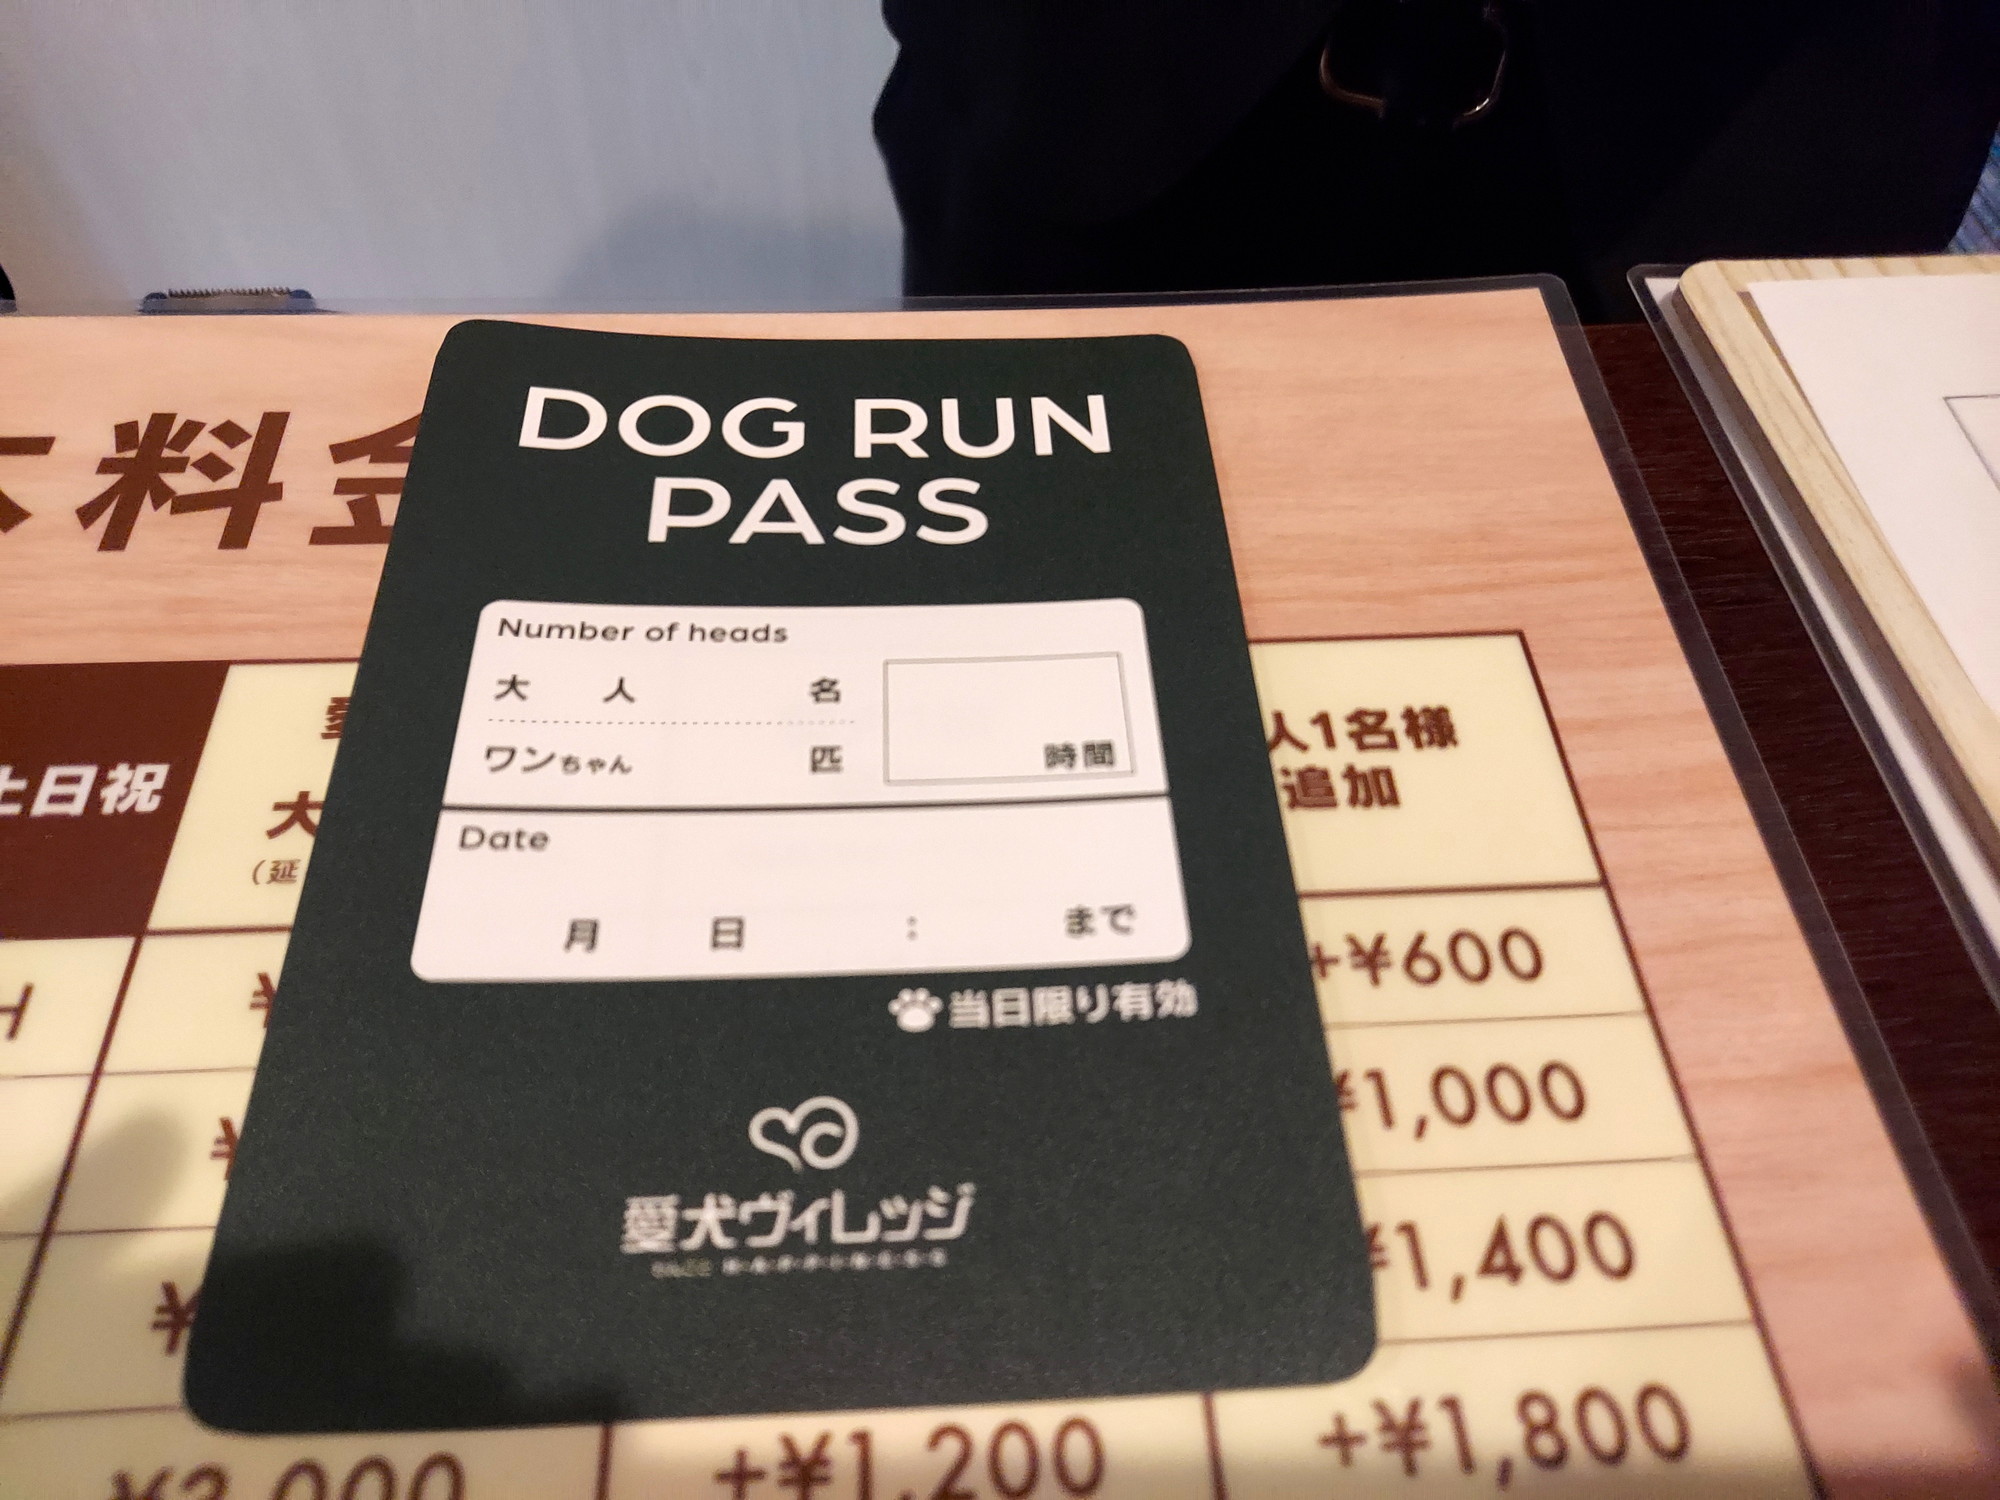 DOG RUN
PASS
Number of heads
大人 名
ワンちゃん 匹
時間
Date
月 日 : まで
当日限り有効
愛犬ヴィレッジ
料金
土日祝
大
(延
人1名様
追加
+¥600
¥1,000
¥1,400
+¥1,200
+¥1,800